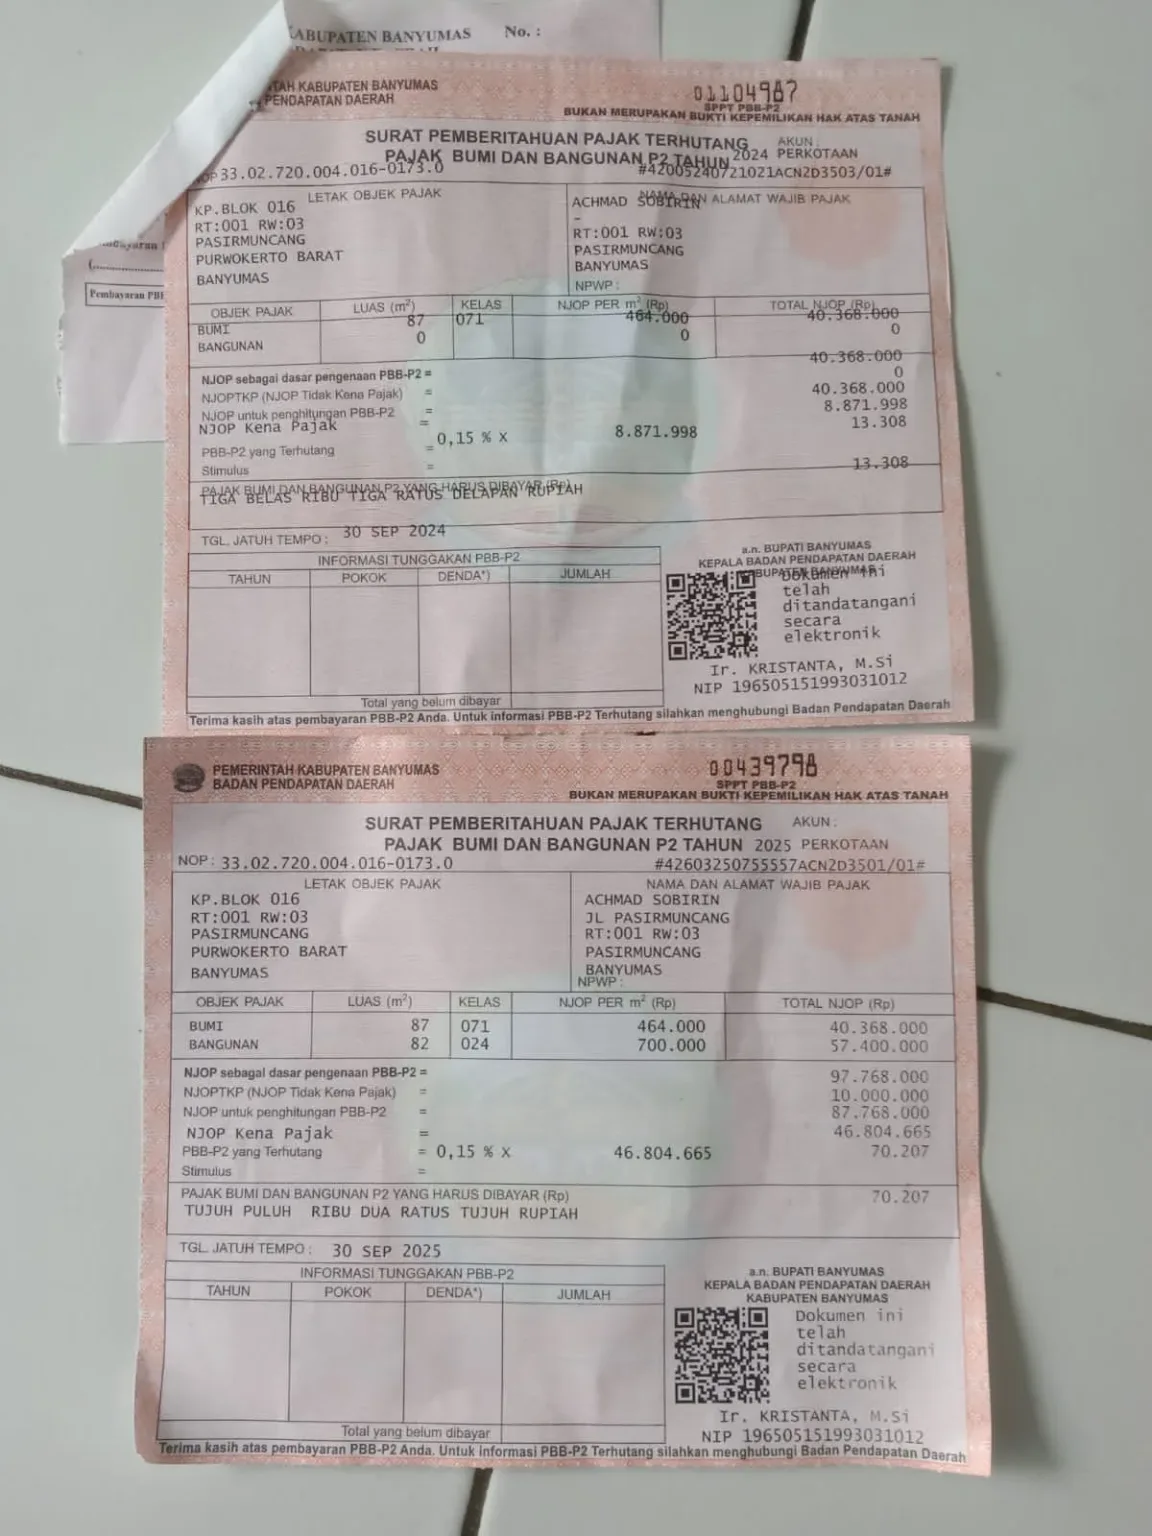 KABUPATEN BANYUMAS No. :
TAH KABUPATEN BANYUMAS
PENDAPATAN DAERAH
01104987
SPPT PBB-P2
BUKAN MERUPAKAN BUKTI KEPEMILIKAN HAK ATAS TANAH
SURAT PEMBERITAHUAN PAJAK TERHUTANG AKUN :
PAJAK BUMI DAN BANGUNAN P2 TAHUN 2024 PERKOTAAN
NOP 33.02.720.004.016-0173.0 #42005240721021ACN2D3503/01#
LETAK OBJEK PAJAK
KP.BLOK 016
RT:001 RW:03
PASIRMUNCANG
PURWOKERTO BARAT
BANYUMAS
NAMA DAN ALAMAT WAJIB PAJAK
ACHMAD SOBIRIN
-
RT:001 RW:03
PASIRMUNCANG
BANYUMAS
NPWP :
OBJEK PAJAK LUAS (m²) KELAS NJOP PER m² (Rp) TOTAL NJOP (Rp)
BUMI 87 071 464.000 40.368.000
BANGUNAN 0 0 0
NJOP sebagai dasar pengenaan PBB-P2 = 40.368.000
NJOPTKP (NJOP Tidak Kena Pajak) = 0
NJOP untuk penghitungan PBB-P2 = 40.368.000
NJOP Kena Pajak = 8.871.998
PBB-P2 yang Terhutang = 0,15 % X 8.871.998 13.308
Stimulus =
PAJAK BUMI DAN BANGUNAN P2 YANG HARUS DIBAYAR (Rp) 13.308
TIGA BELAS RIBU TIGA RATUS DELAPAN RUPIAH
TGL. JATUH TEMPO : 30 SEP 2024
INFORMASI TUNGGAKAN PBB-P2
TAHUN POKOK DENDA*) JUMLAH
Total yang belum dibayar
a.n. BUPATI BANYUMAS
KEPALA BADAN PENDAPATAN DAERAH
KABUPATEN BANYUMAS
Dokumen ini
telah
ditandatangani
secara
elektronik
Ir. KRISTANTA, M.Si
NIP 196505151993031012
Terima kasih atas pembayaran PBB-P2 Anda. Untuk informasi PBB-P2 Terhutang silahkan menghubungi Badan Pendapatan Daerah
Pembayaran PBB
PEMERINTAH KABUPATEN BANYUMAS
BADAN PENDAPATAN DAERAH
00439798
SPPT PBB-P2
BUKAN MERUPAKAN BUKTI KEPEMILIKAN HAK ATAS TANAH
SURAT PEMBERITAHUAN PAJAK TERHUTANG AKUN :
PAJAK BUMI DAN BANGUNAN P2 TAHUN 2025 PERKOTAAN
NOP : 33.02.720.004.016-0173.0 #42603250755557ACN2D3501/01#
LETAK OBJEK PAJAK
KP.BLOK 016
RT:001 RW:03
PASIRMUNCANG
PURWOKERTO BARAT
BANYUMAS
NAMA DAN ALAMAT WAJIB PAJAK
ACHMAD SOBIRIN
JL PASIRMUNCANG
RT:001 RW:03
PASIRMUNCANG
BANYUMAS
NPWP :
OBJEK PAJAK LUAS (m²) KELAS NJOP PER m² (Rp) TOTAL NJOP (Rp)
BUMI 87 071 464.000 40.368.000
BANGUNAN 82 024 700.000 57.400.000
NJOP sebagai dasar pengenaan PBB-P2 = 97.768.000
NJOPTKP (NJOP Tidak Kena Pajak) = 10.000.000
NJOP untuk penghitungan PBB-P2 = 87.768.000
NJOP Kena Pajak = 46.804.665
PBB-P2 yang Terhutang = 0,15 % X 46.804.665 70.207
Stimulus =
PAJAK BUMI DAN BANGUNAN P2 YANG HARUS DIBAYAR (Rp) 70.207
TUJUH PULUH RIBU DUA RATUS TUJUH RUPIAH
TGL. JATUH TEMPO : 30 SEP 2025
INFORMASI TUNGGAKAN PBB-P2
TAHUN POKOK DENDA*) JUMLAH
Total yang belum dibayar
a.n. BUPATI BANYUMAS
KEPALA BADAN PENDAPATAN DAERAH
KABUPATEN BANYUMAS
Dokumen ini
telah
ditandatangani
secara
elektronik
Ir. KRISTANTA, M.Si
NIP 196505151993031012
Terima kasih atas pembayaran PBB-P2 Anda. Untuk informasi PBB-P2 Terhutang silahkan menghubungi Badan Pendapatan Daerah